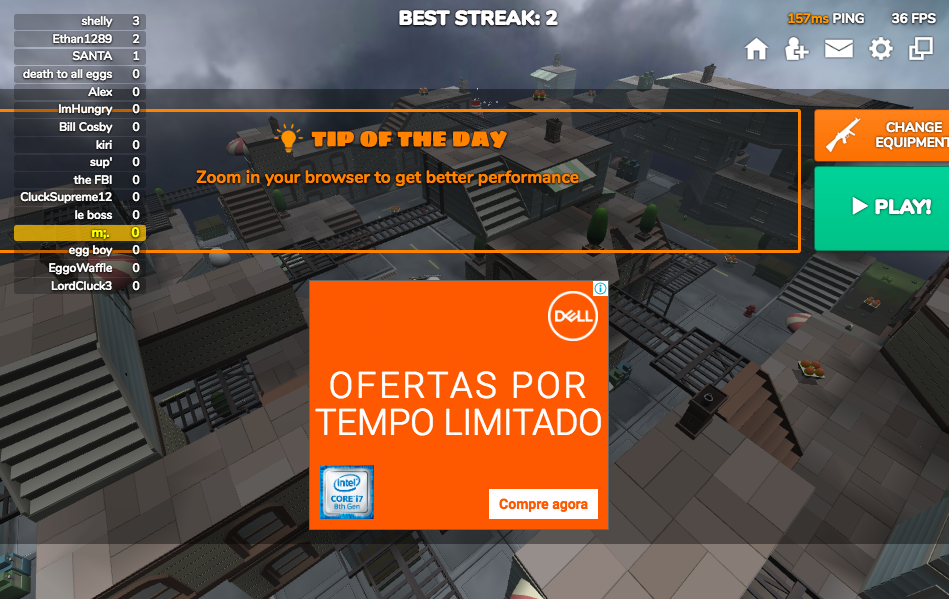 shelly 3
Ethan1289 2
SANTA 1
death to all eggs 0
Alex 0
ImHungry 0
Bill Cosby 0
kiri 0
sup' 0
the FBI 0
CluckSupreme12 0
le boss 0
m;. 0
egg boy 0
EggoWaffle 0
LordCluck3 0
BEST STREAK: 2
157ms PING 36 FPS
TIP OF THE DAY
Zoom in your browser to get better performance
CHANGE
EQUIPMENT
PLAY!
DELL
OFERTAS POR
TEMPO LIMITADO
intel
CORE i7
8th Gen
Compre agora